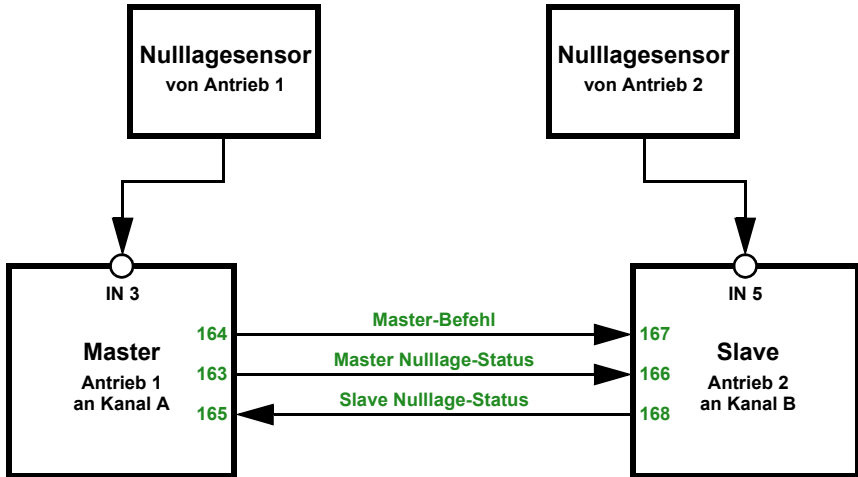 Nulllagesensor
von Antrieb 1
Nulllagesensor
von Antrieb 2
IN 3
IN 5
164
Master-Befehl
167
Master
Antrieb 1
an Kanal A
163
Master Nulllage-Status
166
Slave
Antrieb 2
an Kanal B
165
Slave Nulllage-Status
168